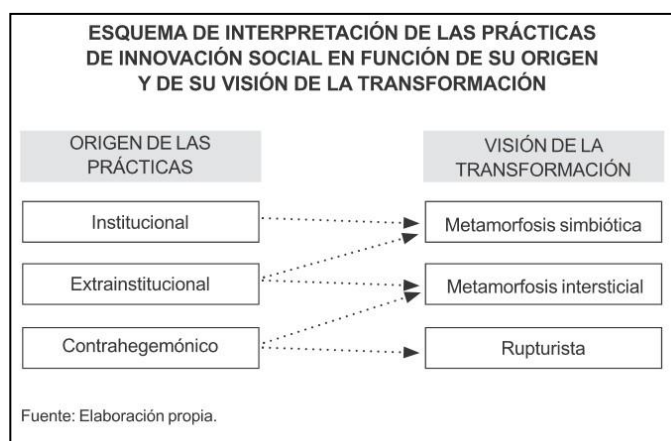 ESQUEMA DE INTERPRETACIÓN DE LAS PRÁCTICAS
DE INNOVACIÓN SOCIAL EN FUNCIÓN DE SU ORIGEN
Y DE SU VISIÓN DE LA TRANSFORMACIÓN
ORIGEN DE LAS
PRÁCTICAS
VISIÓN DE LA
TRANSFORMACIÓN
Institucional
Metamorfosis simbiótica
Extrainstitucional
Metamorfosis intersticial
Contrahegemónico
Rupturista
Fuente: Elaboración propia.